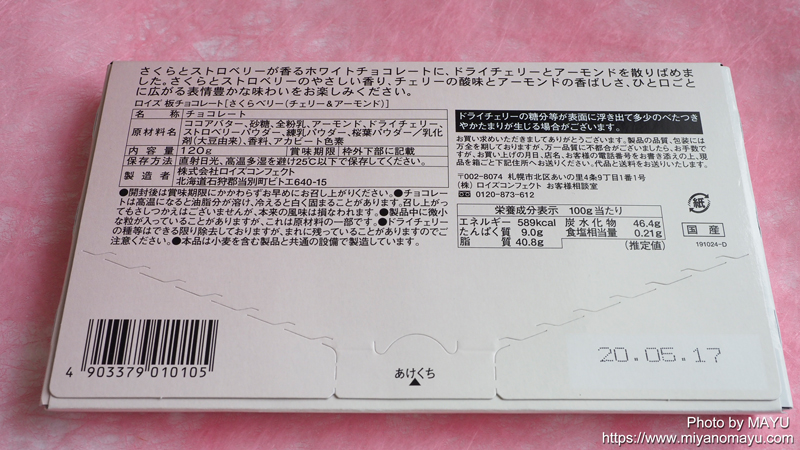 さくらとストロベリーが香るホワイトチョコレートに、ドライチェリーとアーモンドを散りばめま
した。さくらとストロベリーのやさしい香り、チェリーの酸味とアーモンドの香ばしさ、ひと口ごと
に広がる表情豊かな味わいをお楽しみください。
ロイズ 板チョコレート[さくらベリー(チェリー&アーモンド)]
名称 チョコレート
原材料名 ココアバター、砂糖、全粉乳、アーモンド、ドライチェリー、
ストロベリーパウダー、練乳パウダー、桜葉パウダー/乳化
剤(大豆由来)、香料、アカビート色素
内容量 120g 賞味期限 枠外下部に記載
保存方法 直射日光、高温多湿を避け25℃以下で保存してください。
製造者 株式会社ロイズコンフェクト
北海道石狩郡当別町ビトエ640-15
●開封後は賞味期限にかかわらずお早めにお召し上がりください。●チョコレー
トは高温になると油脂分が溶け、冷えると白く固まることがあります。召し上が
ってもさしつかえはございませんが、本来の風味は損なわれます。●製品中に微小
な粒が入っていることがありますが、これは原材料の一部です。●ドライチェリー
の種等はできる限り除去しておりますが、まれに残っていることがありますのでご
注意ください。●本品は小麦を含む製品と共通の設備で製造しています。
ドライチェリーの糖分等が表面に浮き出て多少のべたつき
やかたまりが生じる場合がございます。
お買い求めいただきましてありがとうございます。製品の品質、包装には
万全を期しておりますが、万一品質に不都合がございましたら、お手数で
すが、お買い上げの月日、店名、お客様の電話番号をお書き添えの上、現
品を箱ごと下記住所へお送りください。代品と送料をお送りいたします。
〒002-8074 札幌市北区あいの里4条9丁目1番1号
(株)ロイズコンフェクト お客様相談室
0120-873-612
栄養成分表示 100g当たり
エネルギー 589kcal 炭水化物 46.4g
たんぱく質 9.0g 食塩相当量 0.21g
脂質 40.8g (推定値)
紙
国産
191024-D
4 903379 010105
あけくち
20.05.17
Photo by MAYU
https://www.miyanomayu.com/